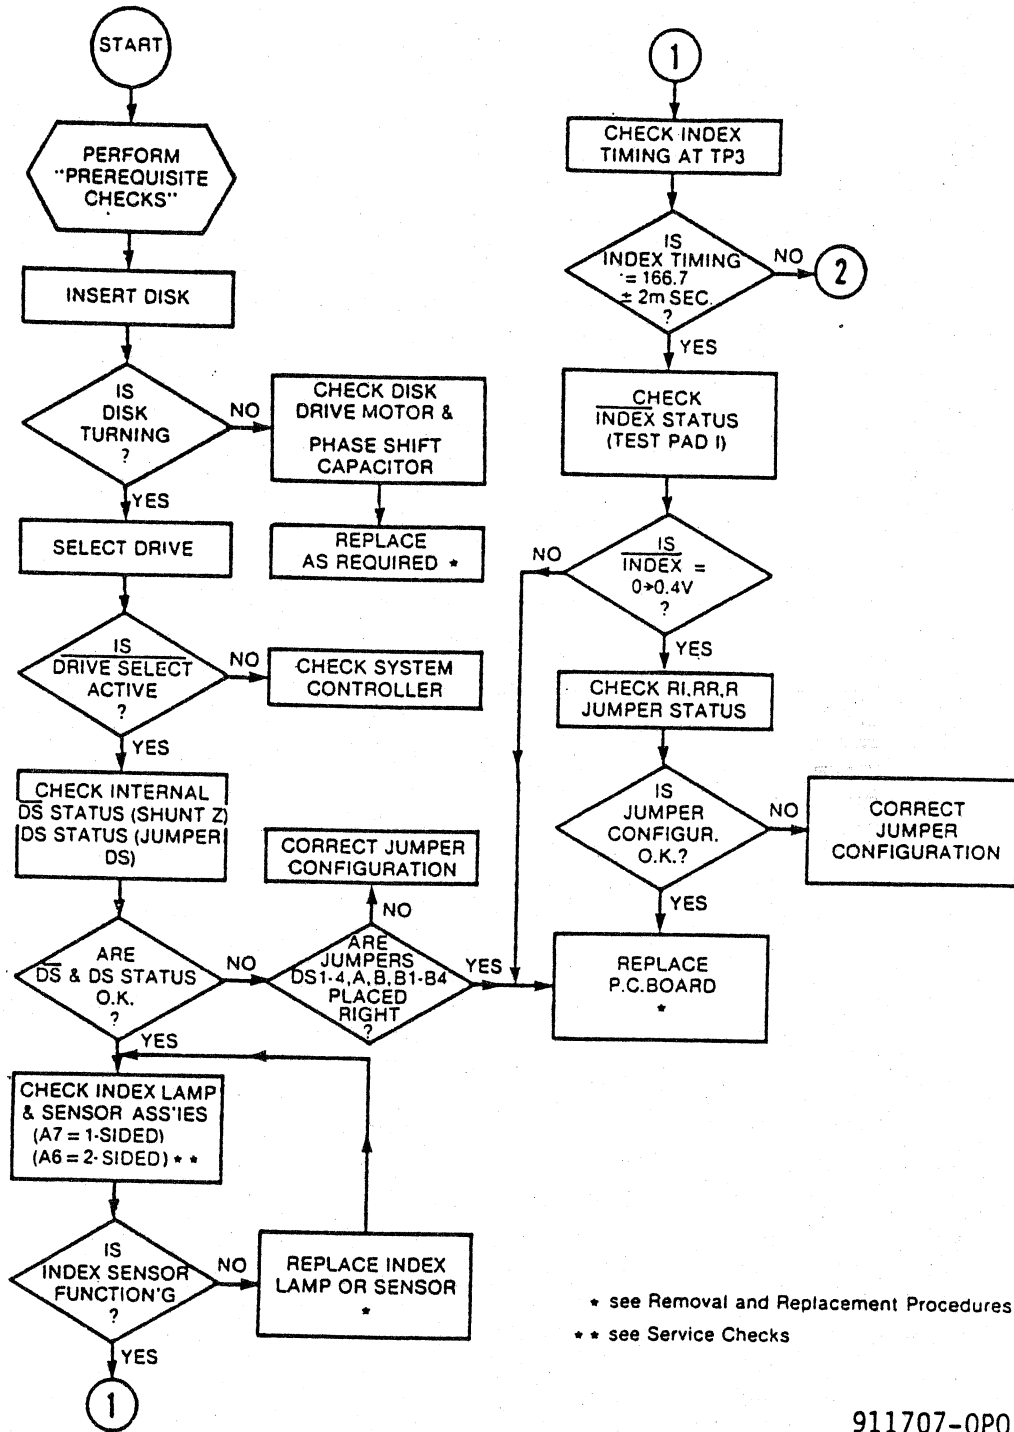 START
PERFORM
"PREREQUISITE
CHECKS"
INSERT DISK
IS
DISK
TURNING
?
NO
CHECK DISK
DRIVE MOTOR &
PHASE SHIFT
CAPACITOR
REPLACE
AS REQUIRED *
YES
SELECT DRIVE
IS
DRIVE SELECT
ACTIVE
?
NO
CHECK SYSTEM
CONTROLLER
YES
CHECK INTERNAL
DS STATUS (SHUNT Z)
DS STATUS (JUMPER
DS)
ARE
DS & DS STATUS
O.K.
?
NO
ARE
JUMPERS
DS1-4, A, B, B1-B4
PLACED
RIGHT
?
NO
CORRECT JUMPER
CONFIGURATION
YES
YES
CHECK INDEX LAMP
& SENSOR ASS'IES
(A7 = 1-SIDED)
(A6 = 2-SIDED) * *
IS
INDEX SENSOR
FUNCTION'G
?
NO
REPLACE INDEX
LAMP OR SENSOR
*
YES
1
1
CHECK INDEX
TIMING AT TP3
IS
INDEX TIMING
= 166.7
± 2m SEC.
?
NO
2
YES
CHECK
INDEX STATUS
(TEST PAD I)
IS
INDEX =
0→0.4V
?
NO
YES
CHECK RI,RR,R
JUMPER STATUS
IS
JUMPER
CONFIGUR.
O.K.?
NO
CORRECT
JUMPER
CONFIGURATION
YES
REPLACE
P.C.BOARD
*
* see Removal and Replacement Procedures
* * see Service Checks
911707-0P0